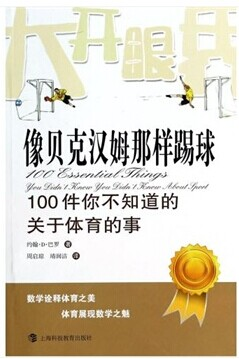 大开眼界
像贝克汉姆那样踢球
100 Essential Things
You Didn't Know You Didn't Know About Sport
100件你不知道的
关于体育的事
约翰·D·巴罗 著
周启琼 靖润洁 译
数学诠释体育之美
体育展现数学之魅
上海科技教育出版社